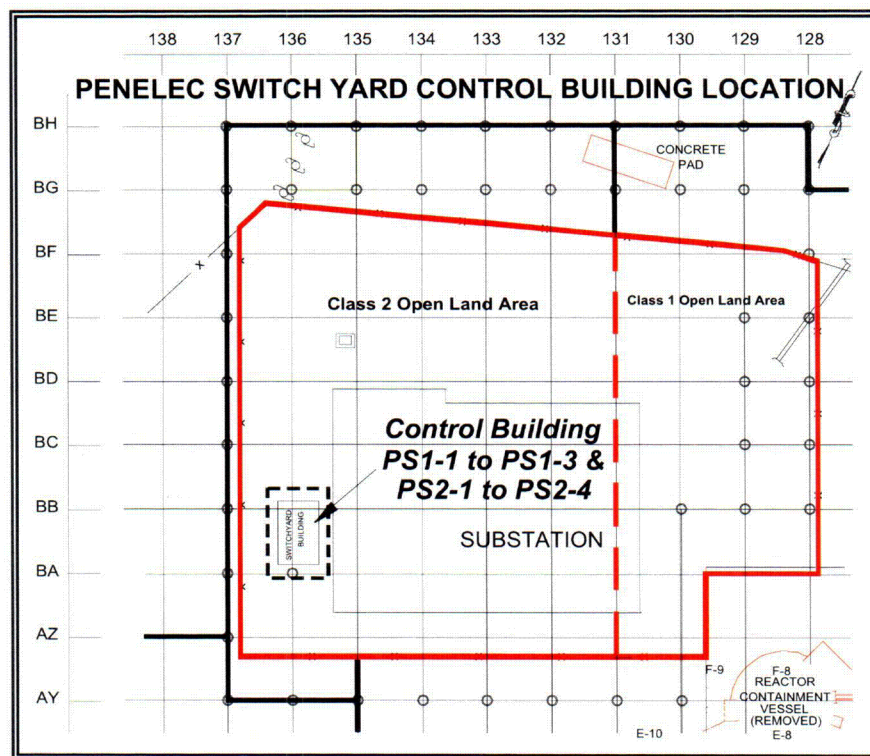 138 137 136 135 134 133 132 131 130 129 128
PENELEC SWITCH YARD CONTROL BUILDING LOCATION
BH
CONCRETE
PAD
BG
BF
Class 2 Open Land Area
Class 1 Open Land Area
BE
BD
BC
Control Building
PS1-1 to PS1-3 &
PS2-1 to PS2-4
BB
SWITCHYARD
BUILDING
SUBSTATION
BA
AZ
F-9
F-8
REACTOR
CONTAINMENT
VESSEL
(REMOVED)
E-8
AY
E-10